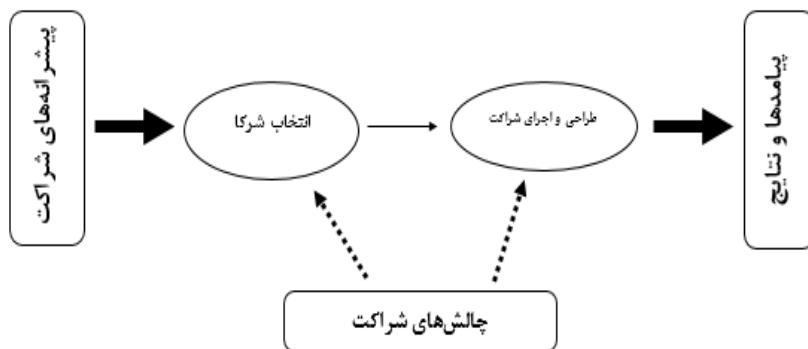 پیشرانه‌های شراکت
انتخاب شرکا
طراحی و اجرای شراکت
پیامدها و نتایج
چالش‌های شراکت